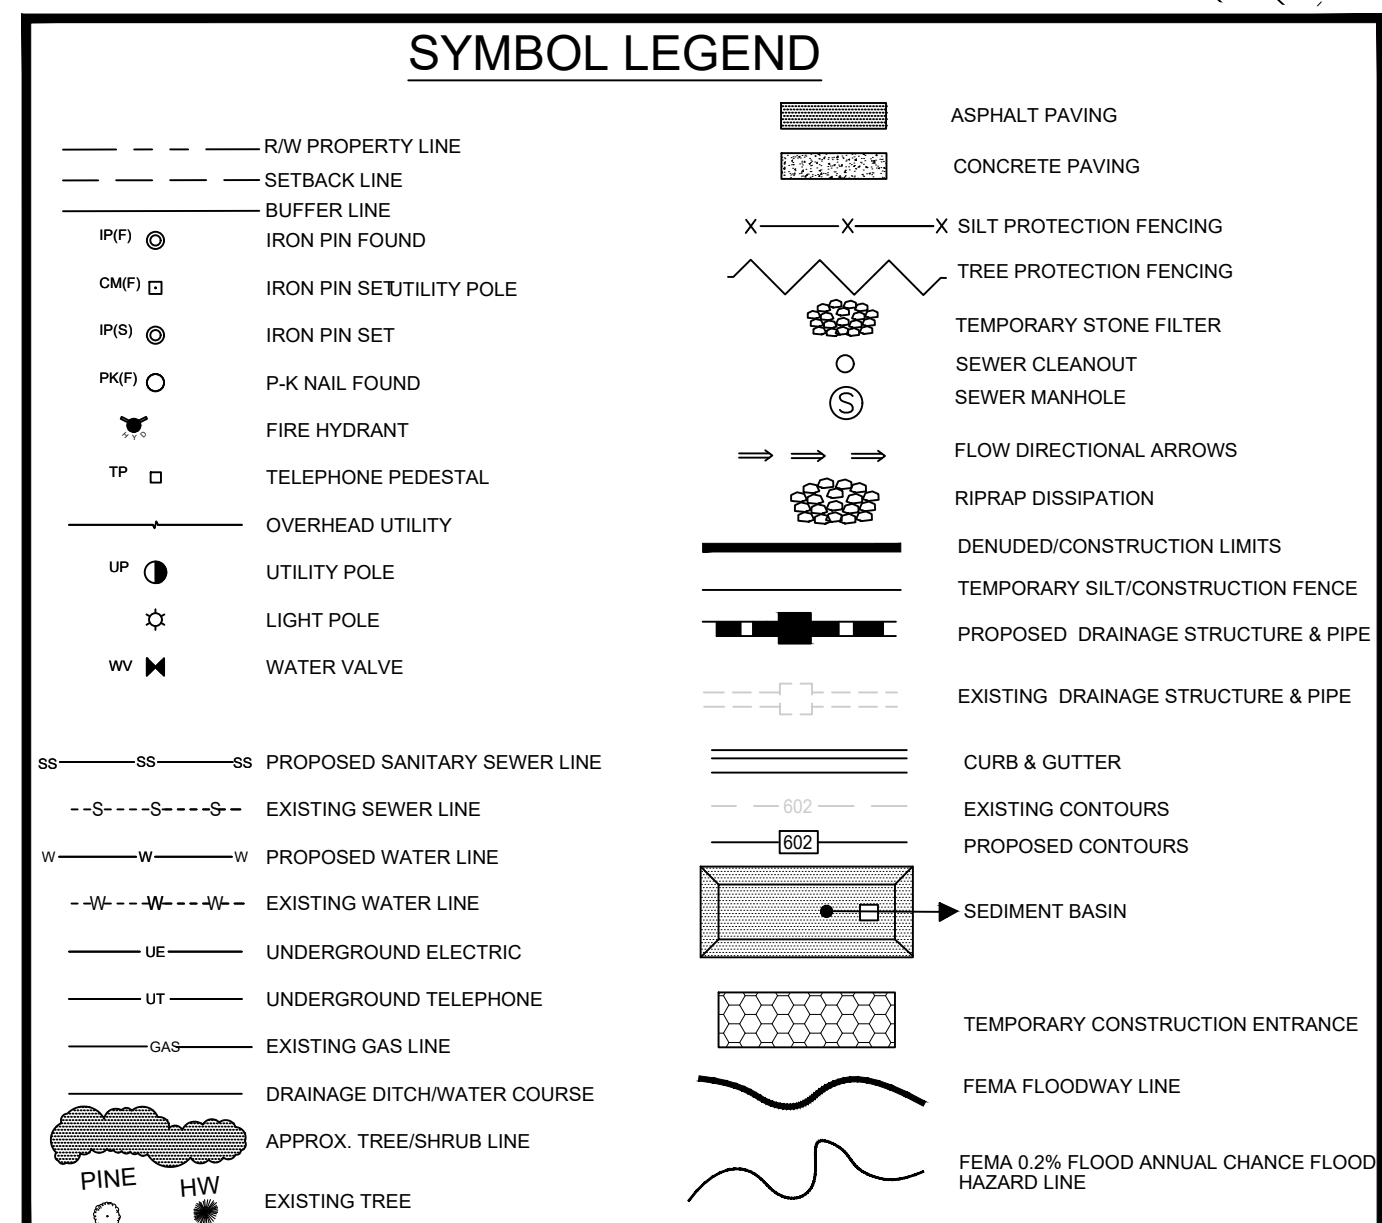 SYMBOL LEGEND
R/W PROPERTY LINE
SETBACK LINE
BUFFER LINE
IP(F) IRON PIN FOUND
CM(F) IRON PIN SET UTILITY POLE
IP(S) IRON PIN SET
PK(F) P-K NAIL FOUND
HYD FIRE HYDRANT
TP TELEPHONE PEDESTAL
OVERHEAD UTILITY
UP UTILITY POLE
LIGHT POLE
WV WATER VALVE
SS SS SS PROPOSED SANITARY SEWER LINE
S S S EXISTING SEWER LINE
W W W PROPOSED WATER LINE
W W W EXISTING WATER LINE
UE UNDERGROUND ELECTRIC
UT UNDERGROUND TELEPHONE
GAS EXISTING GAS LINE
DRAINAGE DITCH/WATER COURSE
APPROX. TREE/SHRUB LINE
PINE HW
EXISTING TREE
ASPHALT PAVING
CONCRETE PAVING
X X X SILT PROTECTION FENCING
TREE PROTECTION FENCING
TEMPORARY STONE FILTER
SEWER CLEANOUT
S SEWER MANHOLE
FLOW DIRECTIONAL ARROWS
RIPRAP DISSIPATION
DENUDED/CONSTRUCTION LIMITS
TEMPORARY SILT/CONSTRUCTION FENCE
PROPOSED DRAINAGE STRUCTURE & PIPE
EXISTING DRAINAGE STRUCTURE & PIPE
CURB & GUTTER
602 EXISTING CONTOURS
602 PROPOSED CONTOURS
SEDIMENT BASIN
TEMPORARY CONSTRUCTION ENTRANCE
FEMA FLOODWAY LINE
FEMA 0.2% FLOOD ANNUAL CHANCE FLOOD
HAZARD LINE